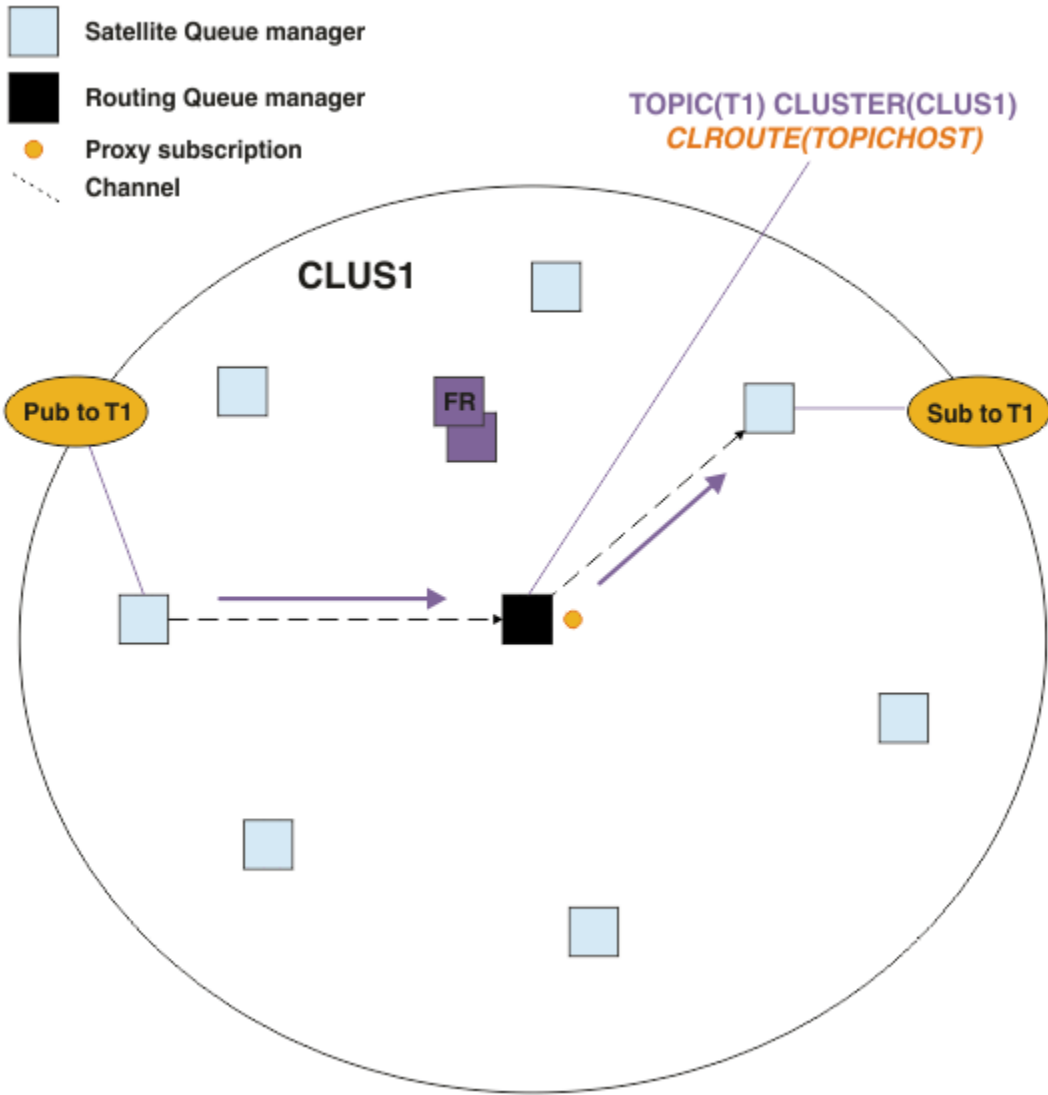 Satellite Queue manager
Routing Queue manager
Proxy subscription
Channel
TOPIC(T1) CLUSTER(CLUS1)
CLROUTE(TOPICHOST)
CLUS1
FR
Pub to T1
Sub to T1